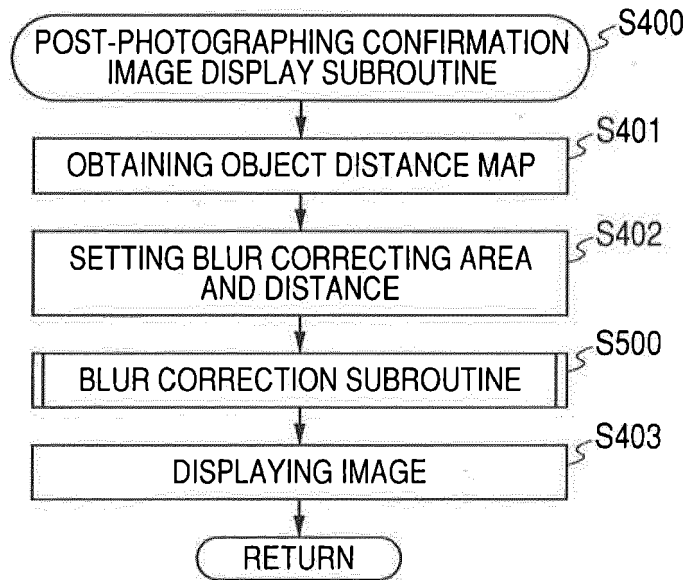 POST-PHOTOGRAPHING CONFIRMATION
IMAGE DISPLAY SUBROUTINE
S400
OBTAINING OBJECT DISTANCE MAP
S401
SETTING BLUR CORRECTING AREA
AND DISTANCE
S402
BLUR CORRECTION SUBROUTINE
S500
DISPLAYING IMAGE
S403
RETURN